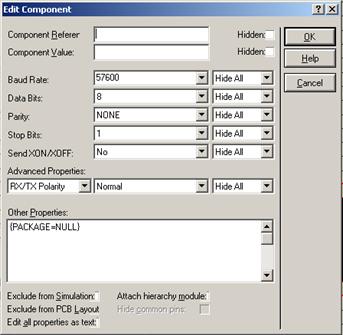 Edit Component
Component Referer
Hidden:
OK
Component Value:
Hidden:
Help
Baud Rate: 57600 Hide All
Cancel
Data Bits: 8 Hide All
Parity: NONE Hide All
Stop Bits: 1 Hide All
Send XON/XOFF: No Hide All
Advanced Properties:
RX/TX Polarity Normal Hide All
Other Properties:
{PACKAGE=NULL}
Exclude from Simulation: Attach hierarchy module:
Exclude from PCB Layout Hide common pins:
Edit all properties as text: